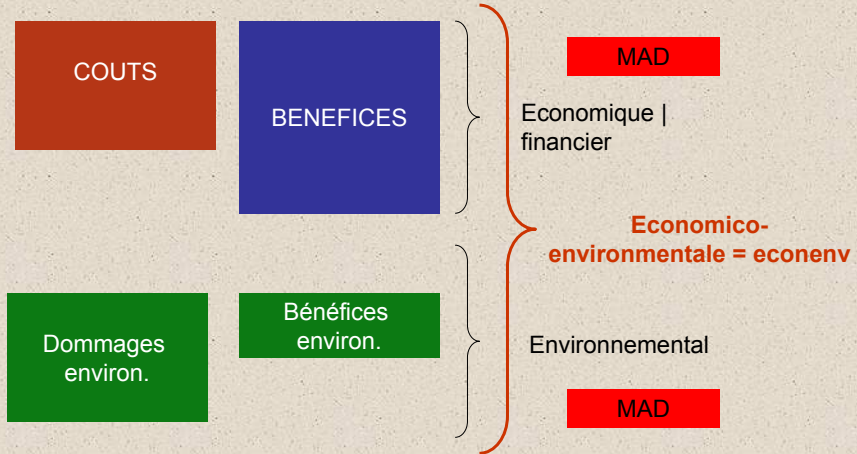 COUTS
BENEFICES
MAD
Economique |
financier
Economico-
environmentale = econenv
Dommages
environ.
Bénéfices
environ.
Environnemental
MAD